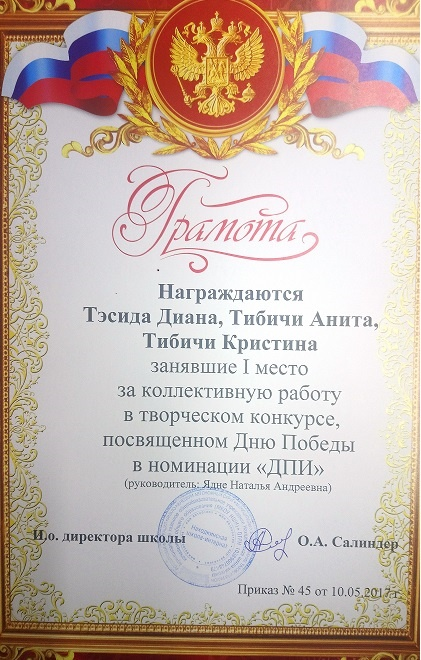 Грамота
Награждаются
Тэсида Диана, Тибичи Анита,
Тибичи Кристина
занявшие I место
за коллективную работу
в творческом конкурсе,
посвященном Дню Победы
в номинации «ДПИ»
(руководитель: Ядне Наталья Андреевна)
И.о. директора школы О.А. Салиндер
Приказ № 45 от 10.05.2017 г